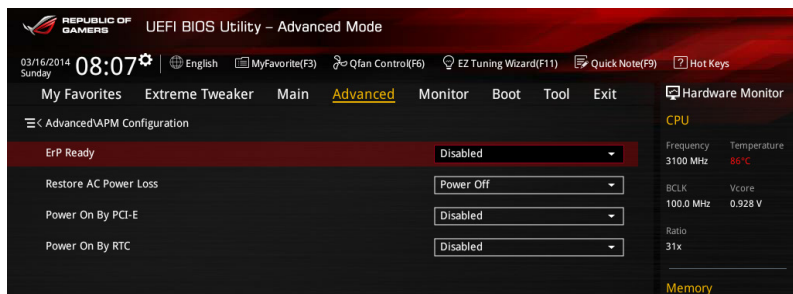 REPUBLIC OF
GAMERS
UEFI BIOS Utility – Advanced Mode
03/16/2014
Sunday
08:07
English
MyFavorite(F3)
Qfan Control(F6)
EZ Tuning Wizard(F11)
Quick Note(F9)
? Hot Keys
My Favorites Extreme Tweaker Main Advanced Monitor Boot Tool Exit
Hardware Monitor
< Advanced\APM Configuration
ErP Ready Disabled
Restore AC Power Loss Power Off
Power On By PCI-E Disabled
Power On By RTC Disabled
CPU
Frequency Temperature
3100 MHz 86°C
BCLK Vcore
100.0 MHz 0.928 V
Ratio
31x
Memory